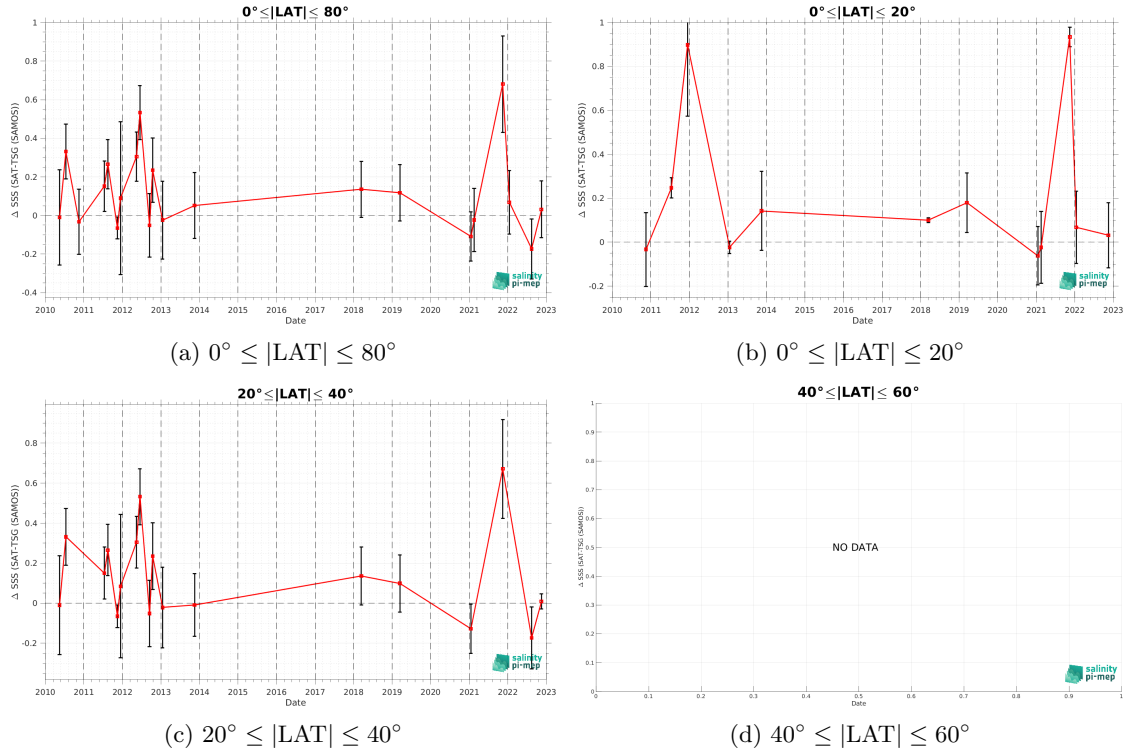 0°≤|LAT|≤ 80°
Δ SSS (SAT-TSG (SAMOS))
1
0.8
0.6
0.4
0.2
0
-0.2
-0.4
2010 2011 2012 2013 2014 2015 2016 2017 2018 2019 2020 2021 2022 2023
Date
salinity
pi-mep
(a) 0° ≤ |LAT| ≤ 80°
0°≤|LAT|≤ 20°
Δ SSS (SAT-TSG (SAMOS))
1
0.8
0.6
0.4
0.2
0
-0.2
2010 2011 2012 2013 2014 2015 2016 2017 2018 2019 2020 2021 2022 2023
Date
salinity
pi-mep
(b) 0° ≤ |LAT| ≤ 20°
20°≤|LAT|≤ 40°
Δ SSS (SAT-TSG (SAMOS))
0.8
0.6
0.4
0.2
0
-0.2
2010 2011 2012 2013 2014 2015 2016 2017 2018 2019 2020 2021 2022 2023
Date
salinity
pi-mep
(c) 20° ≤ |LAT| ≤ 40°
40°≤|LAT|≤ 60°
Δ SSS (SAT-TSG (SAMOS))
1
0.9
0.8
0.7
0.6
0.5
0.4
0.3
0.2
0.1
0
NO DATA
0 0.1 0.2 0.3 0.4 0.5 0.6 0.7 0.8 0.9 1
Date
salinity
pi-mep
(d) 40° ≤ |LAT| ≤ 60°